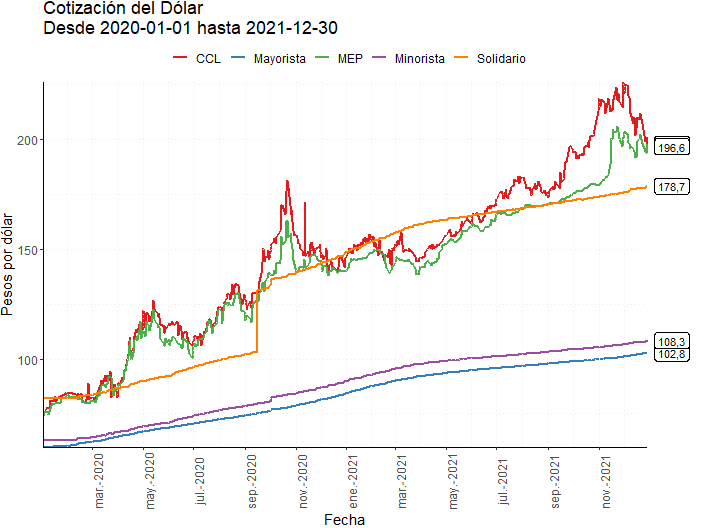 Cotización del Dólar
Desde 2020-01-01 hasta 2021-12-30
CCL Mayorista MEP Minorista Solidario
Pesos por dólar
200
150
100
196,6
178,7
108,3
102,8
mar.-2020
may.-2020
jul.-2020
sep.-2020
nov.-2020
ene.-2021
mar.-2021
may.-2021
jul.-2021
sep.-2021
nov.-2021
Fecha